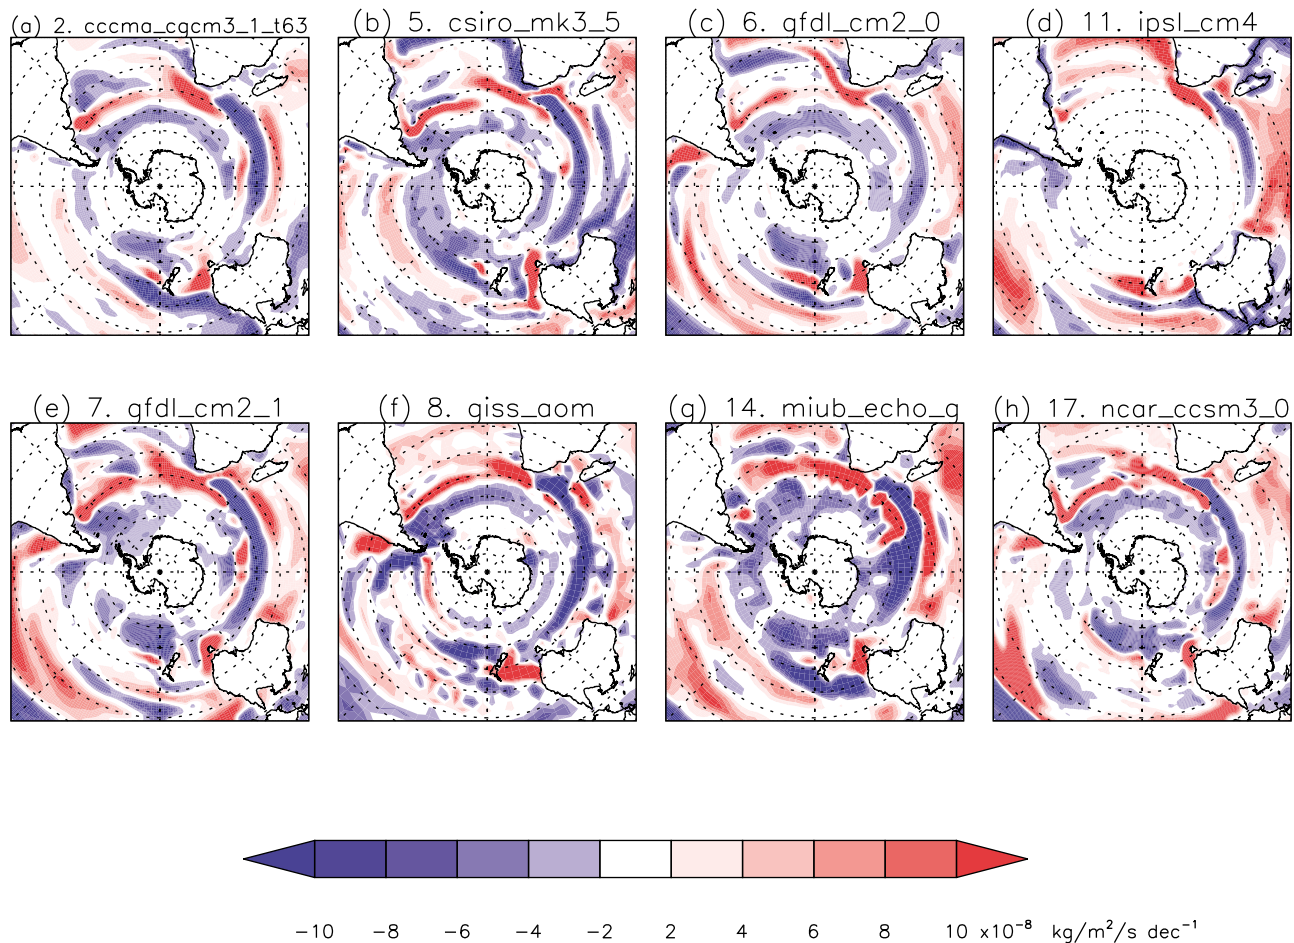 (a) 2. cccma_cgcm3_1_t63
(b) 5. csiro_mk3_5
(c) 6. gfdl_cm2_0
(d) 11. ipsl_cm4
(e) 7. gfdl_cm2_1
(f) 8. giss_aom
(g) 14. miub_echo_g
(h) 17. ncar_ccsm3_0
−10 −8 −6 −4 −2 2 4 6 8 10 x10⁻⁸ kg/m²/s dec⁻¹